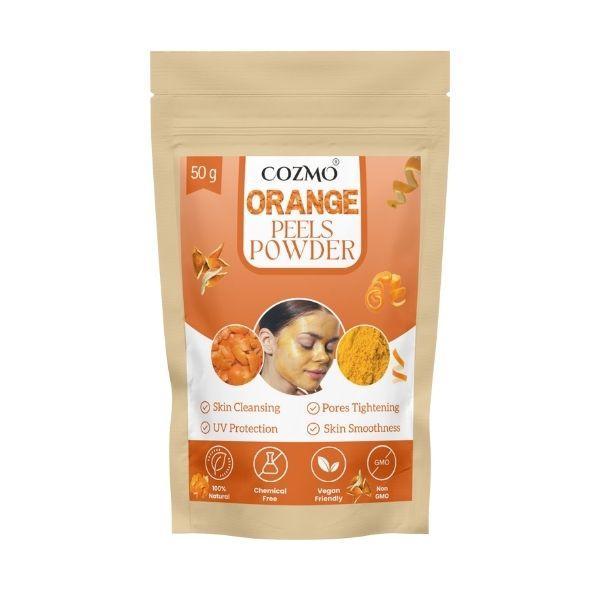 50 g
COZMO®
ORANGE
PEELS
POWDER
Skin Cleansing
Pores Tightening
UV Protection
Skin Smoothness
100%
Natural
Chemical
Free
Vegan
Friendly
GMO
Non
GMO